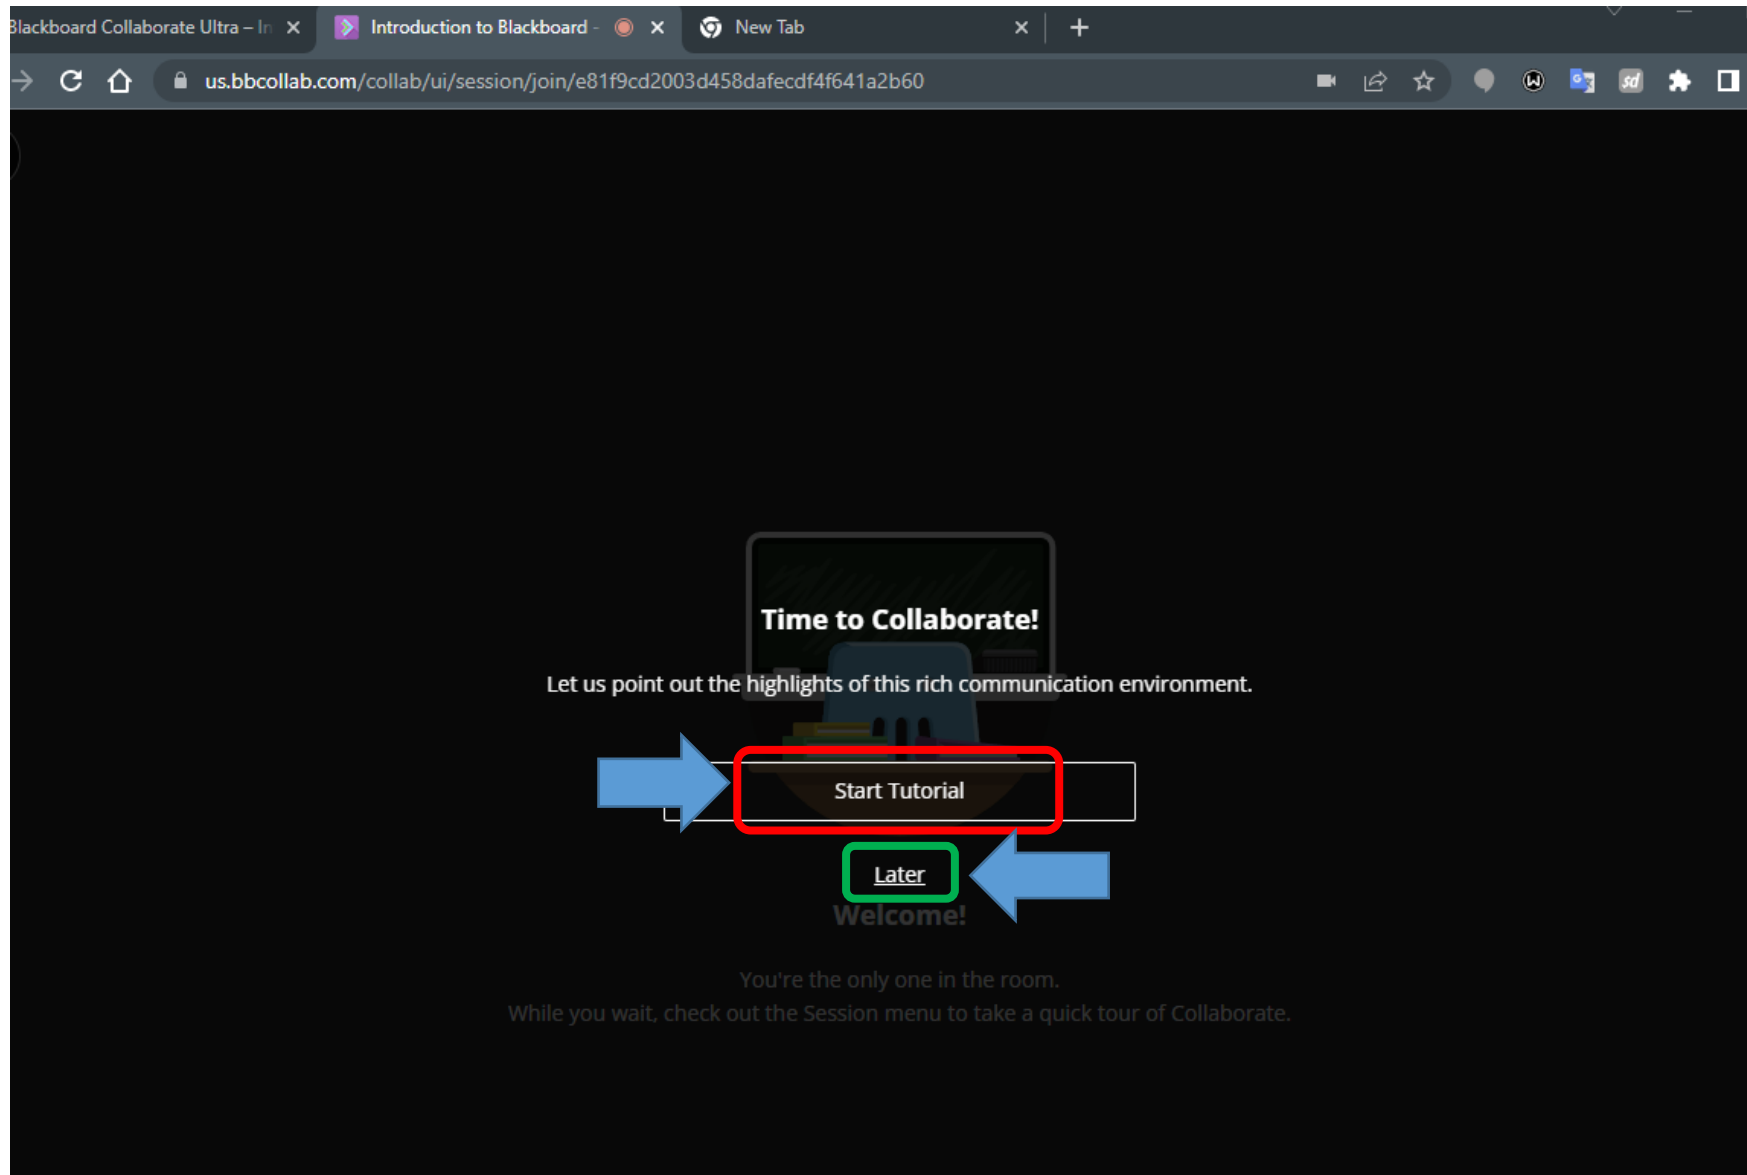 Blackboard Collaborate Ultra – In
Introduction to Blackboard -
New Tab
us.bbcollab.com/collab/ui/session/join/e81f9cd2003d458dafecdf4f641a2b60
sd
Time to Collaborate!
Let us point out the highlights of this rich communication environment.
Start Tutorial
Later
Welcome!
You're the only one in the room.
While you wait, check out the Session menu to take a quick tour of Collaborate.